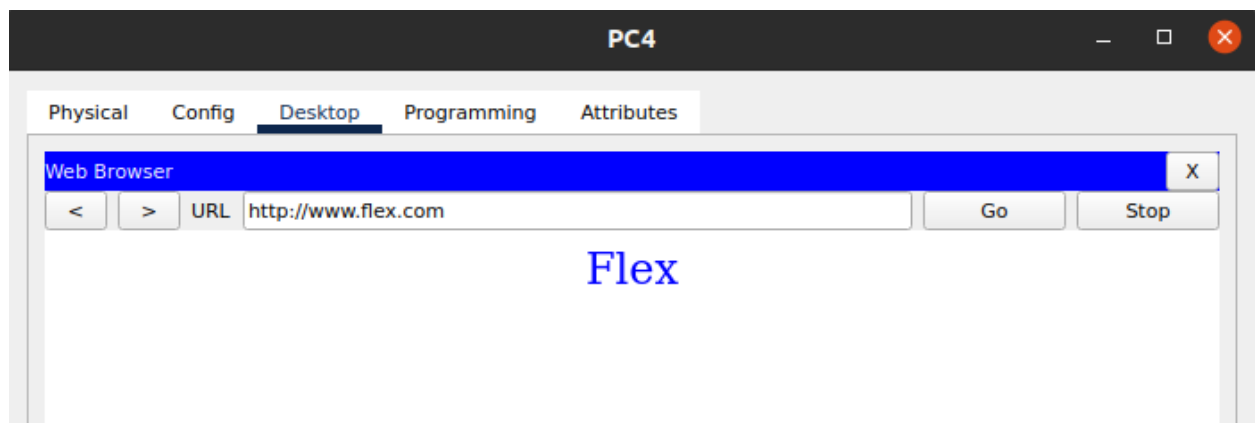 PC4
Physical Config Desktop Programming Attributes
Web Browser X
< > URL http://www.flex.com Go Stop
Flex